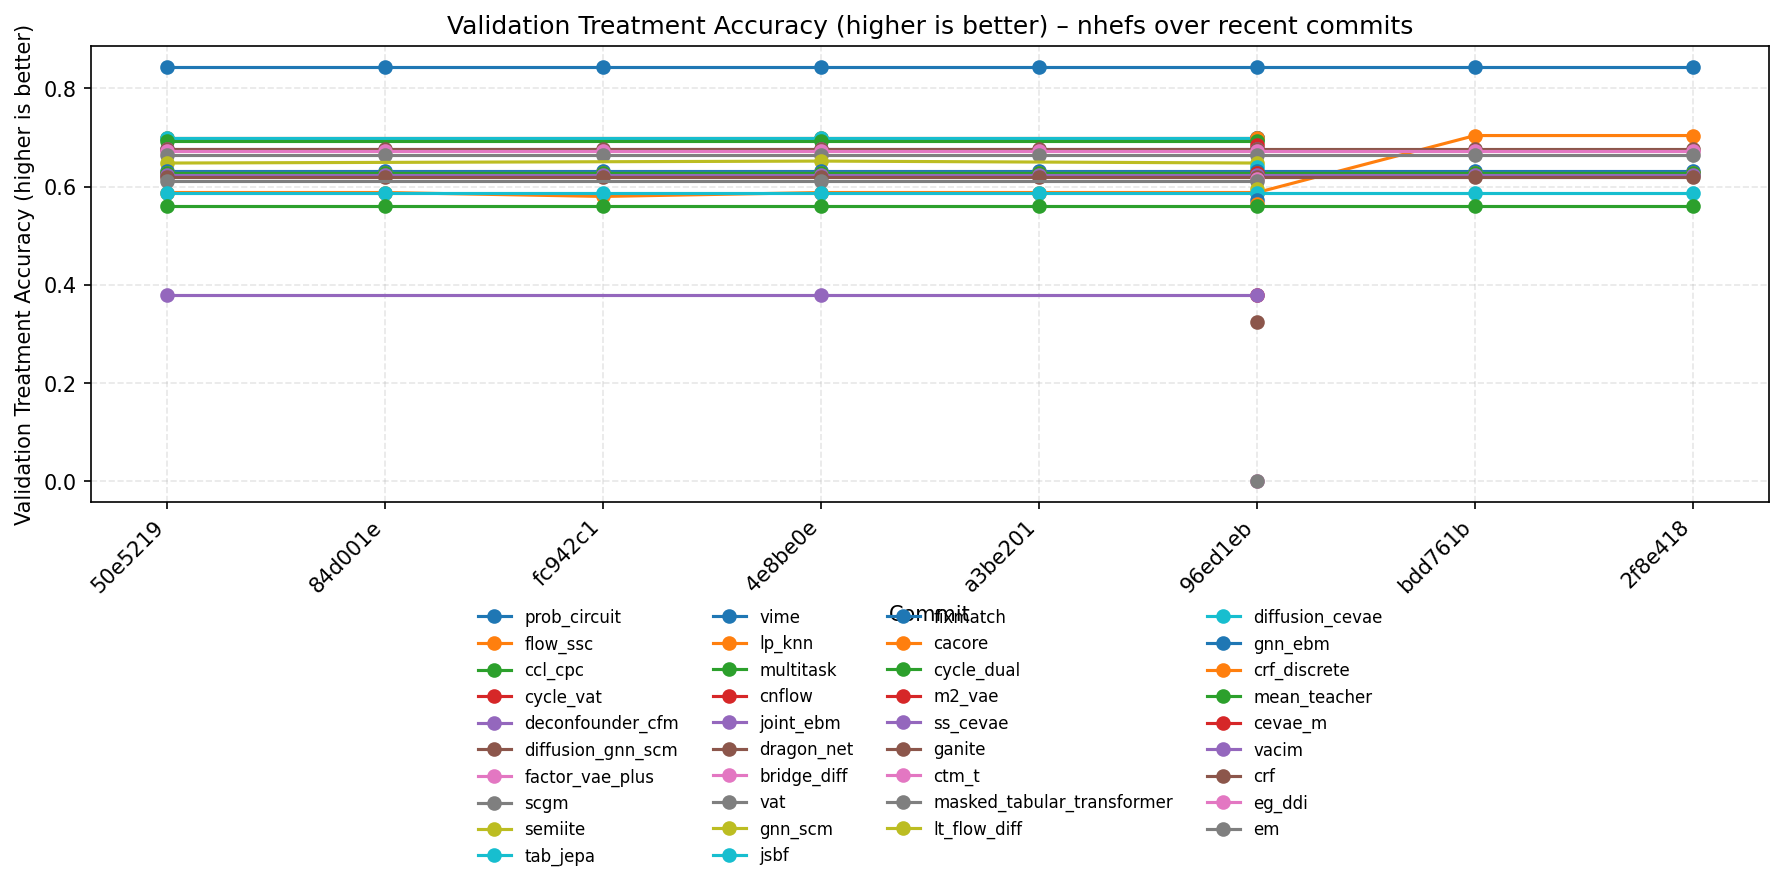 Validation Treatment Accuracy (higher is better) – nhefs over recent commits
Validation Treatment Accuracy (higher is better)
0.8
0.6
0.4
0.2
0.0
50e5219
84d001e
fc942c1
4e8be0e
a3be201
96ed1eb
bdd761b
2f8e418
Commit
prob_circuit
flow_ssc
ccl_cpc
cycle_vat
deconfounder_cfm
diffusion_gnn_scm
factor_vae_plus
scgm
semiite
tab_jepa
vime
lp_knn
multitask
cnflow
joint_ebm
dragon_net
bridge_diff
vat
gnn_scm
jsbf
fixmatch
cacore
cycle_dual
m2_vae
ss_cevae
ganite
ctm_t
masked_tabular_transformer
lt_flow_diff
diffusion_cevae
gnn_ebm
crf_discrete
mean_teacher
cevae_m
vacim
crf
eg_ddi
em